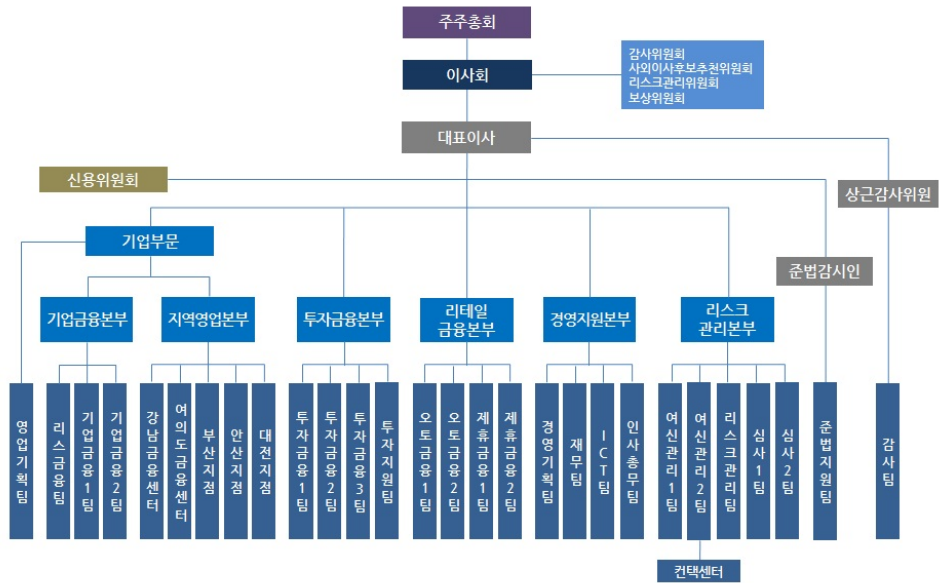 주주총회
이사회
감사위원회
사외이사후보추천위원회
리스크관리위원회
보상위원회
대표이사
신용위원회
상근감사위원
기업부문
준법감시인
기업금융본부
지역영업본부
투자금융본부
리테일
금융본부
경영지원본부
리스크
관리본부
영업기획팀
리스금융팀
기업금융1팀
기업금융2팀
강남금융센터
여의도금융센터
부산지점
안산지점
대전지점
투자금융1팀
투자금융2팀
투자금융3팀
투자지원팀
오토금융1팀
오토금융2팀
제휴금융1팀
제휴금융2팀
경영기획팀
재무팀
ICT팀
인사총무팀
여신관리1팀
여신관리2팀
리스크관리팀
심사1팀
심사2팀
준법지원팀
감사팀
컨택센터